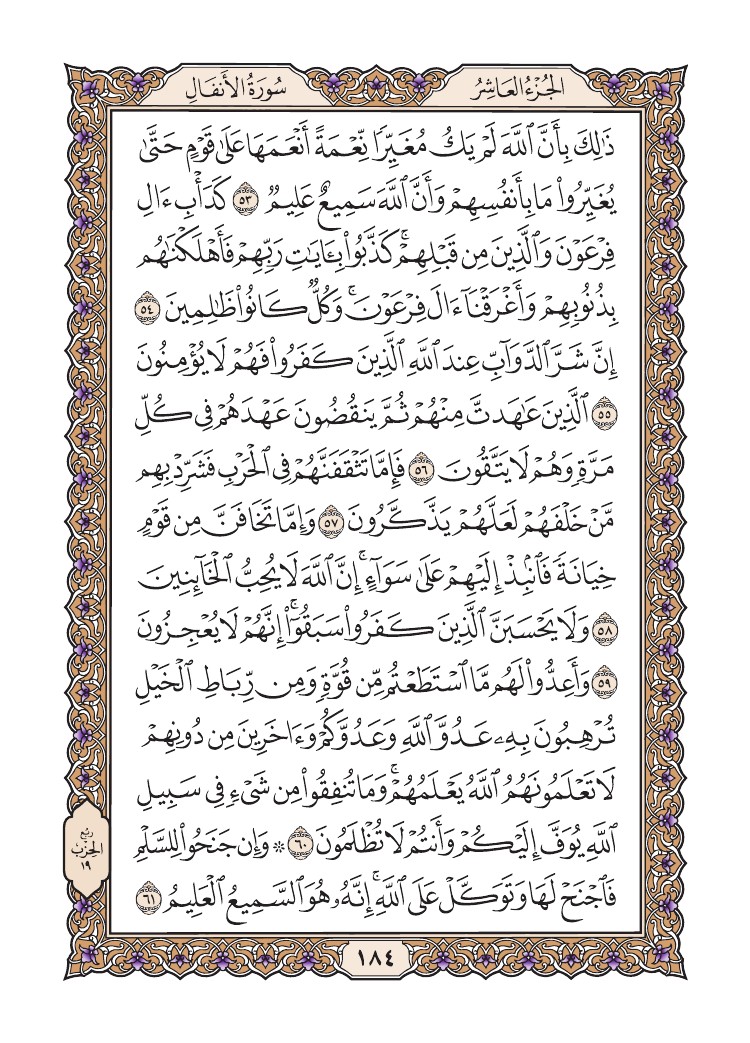 الجُزْءُ العَاشِرُ
سُورَةُ الأَنفَالِ
ذَٰلِكَ بِأَنَّ ٱللَّهَ لَمۡ يَكُ مُغَيِّرٗا نِّعۡمَةً أَنۡعَمَهَا عَلَىٰ قَوۡمٍ حَتَّىٰ
يُغَيِّرُواْ مَا بِأَنفُسِهِمۡ وَأَنَّ ٱللَّهَ سَمِيعٌ عَلِيمٞ ٥٣ كَدَأۡبِ ءَالِ
فِرۡعَوۡنَ وَٱلَّذِينَ مِن قَبۡلِهِمۡۚ كَذَّبُواْ بِـَٔايَٰتِ رَبِّهِمۡ فَأَهۡلَكۡنَٰهُم
بِذُنُوبِهِمۡ وَأَغۡرَقۡنَآ ءَالَ فِرۡعَوۡنَۚ وَكُلّٞ كَانُواْ ظَٰلِمِينَ ٥٤
إِنَّ شَرَّ ٱلدَّوَآبِّ عِندَ ٱللَّهِ ٱلَّذِينَ كَفَرُواْ فَهُمۡ لَا يُؤۡمِنُونَ
٥٥ ٱلَّذِينَ عَٰهَدتَّ مِنۡهُمۡ ثُمَّ يَنقُضُونَ عَهۡدَهُمۡ فِي كُلِّ
مَرَّةٖ وَهُمۡ لَا يَتَّقُونَ ٥٦ فَإِمَّا تَثۡقَفَنَّهُمۡ فِي ٱلۡحَرۡبِ فَشَرِّدۡ بِهِم
مَّنۡ خَلۡفَهُمۡ لَعَلَّهُمۡ يَذَّكَّرُونَ ٥٧ وَإِمَّا تَخَافَنَّ مِن قَوۡمٍ
خِيَانَةٗ فَٱنۢبِذۡ إِلَيۡهِمۡ عَلَىٰ سَوَآءٍۚ إِنَّ ٱللَّهَ لَا يُحِبُّ ٱلۡخَآئِنِينَ
٥٨ وَلَا يَحۡسَبَنَّ ٱلَّذِينَ كَفَرُواْ سَبَقُوٓاْۚ إِنَّهُمۡ لَا يُعۡجِزُونَ
٥٩ وَأَعِدُّواْ لَهُم مَّا ٱسۡتَطَعۡتُم مِّن قُوَّةٖ وَمِن رِّبَاطِ ٱلۡخَيۡلِ
تُرۡهِبُونَ بِهِۦ عَدُوَّ ٱللَّهِ وَعَدُوَّكُمۡ وَءَاخَرِينَ مِن دُونِهِمۡ
لَا تَعۡلَمُونَهُمُ ٱللَّهُ يَعۡلَمُهُمۡۚ وَمَا تُنفِقُواْ مِن شَيۡءٖ فِي سَبِيلِ
ٱللَّهِ يُوَفَّ إِلَيۡكُمۡ وَأَنتُمۡ لَا تُظۡلَمُونَ ٦٠ ۞ وَإِن جَنَحُواْ لِلسَّلۡمِ
فَٱجۡنَحۡ لَهَا وَتَوَكَّلۡ عَلَى ٱللَّهِۚ إِنَّهُۥ هُوَ ٱلسَّمِيعُ ٱلۡعَلِيمُ ٦١
رُبْع
الحِزْب
١٩
١٨٤